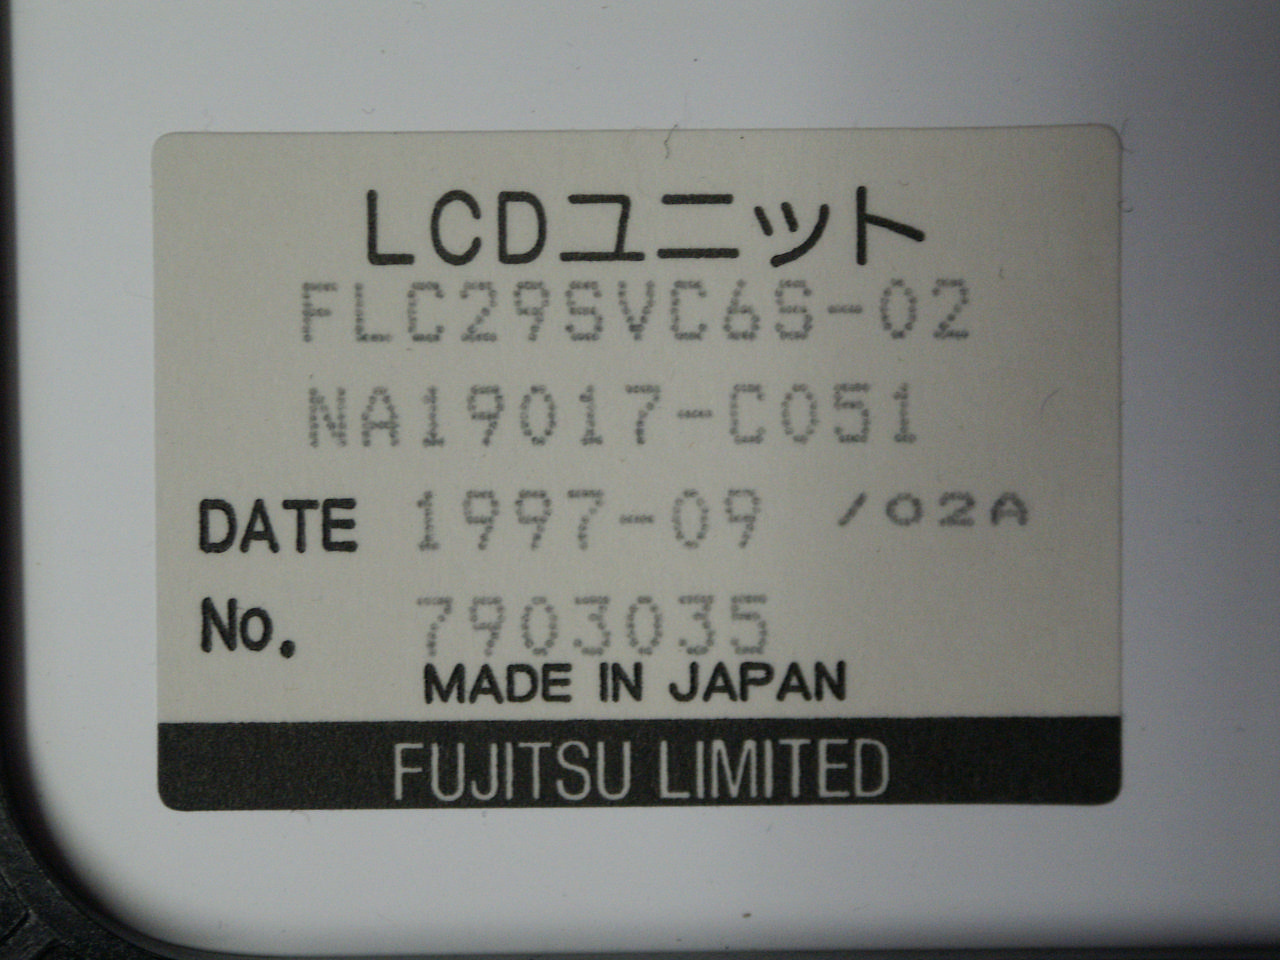 LCDユニット
FLC29SVC6S-02
NA19017-C051
DATE 1997-09 /02A
No. 7903035
MADE IN JAPAN
FUJITSU LIMITED